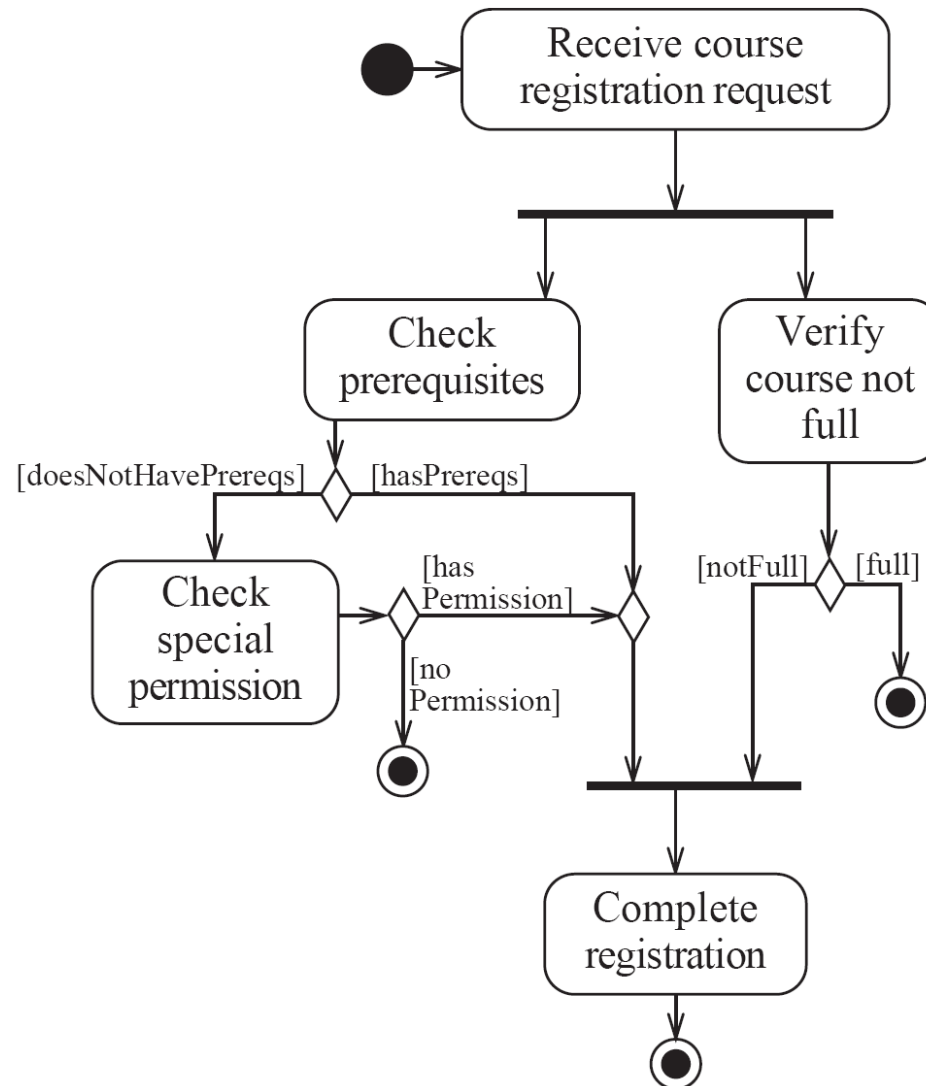 Receive course
registration request
Check
prerequisites
Verify
course not
full
[doesNotHavePrereqs]
[hasPrereqs]
[notFull]
[full]
Check
special
permission
[has
Permission]
[no
Permission]
Complete
registration